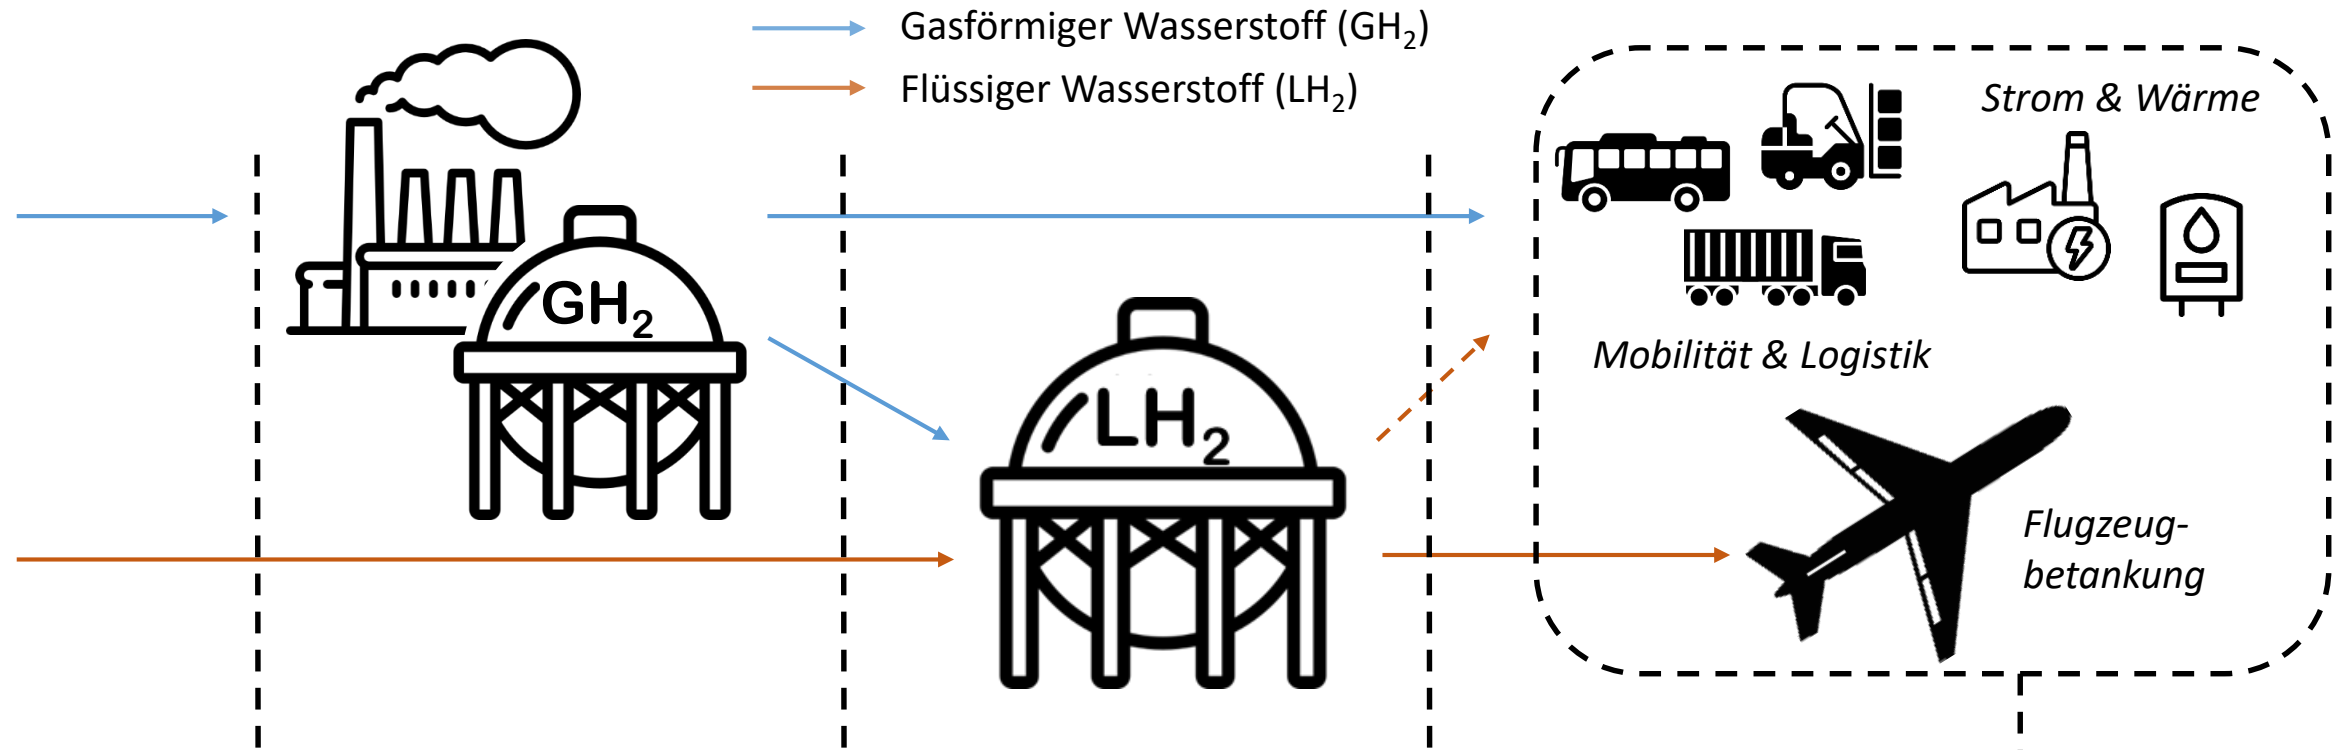 Gasförmiger Wasserstoff (GH₂)
Flüssiger Wasserstoff (LH₂)
Strom & Wärme
GH₂
Mobilität & Logistik
LH₂
Flugzeug-
betankung